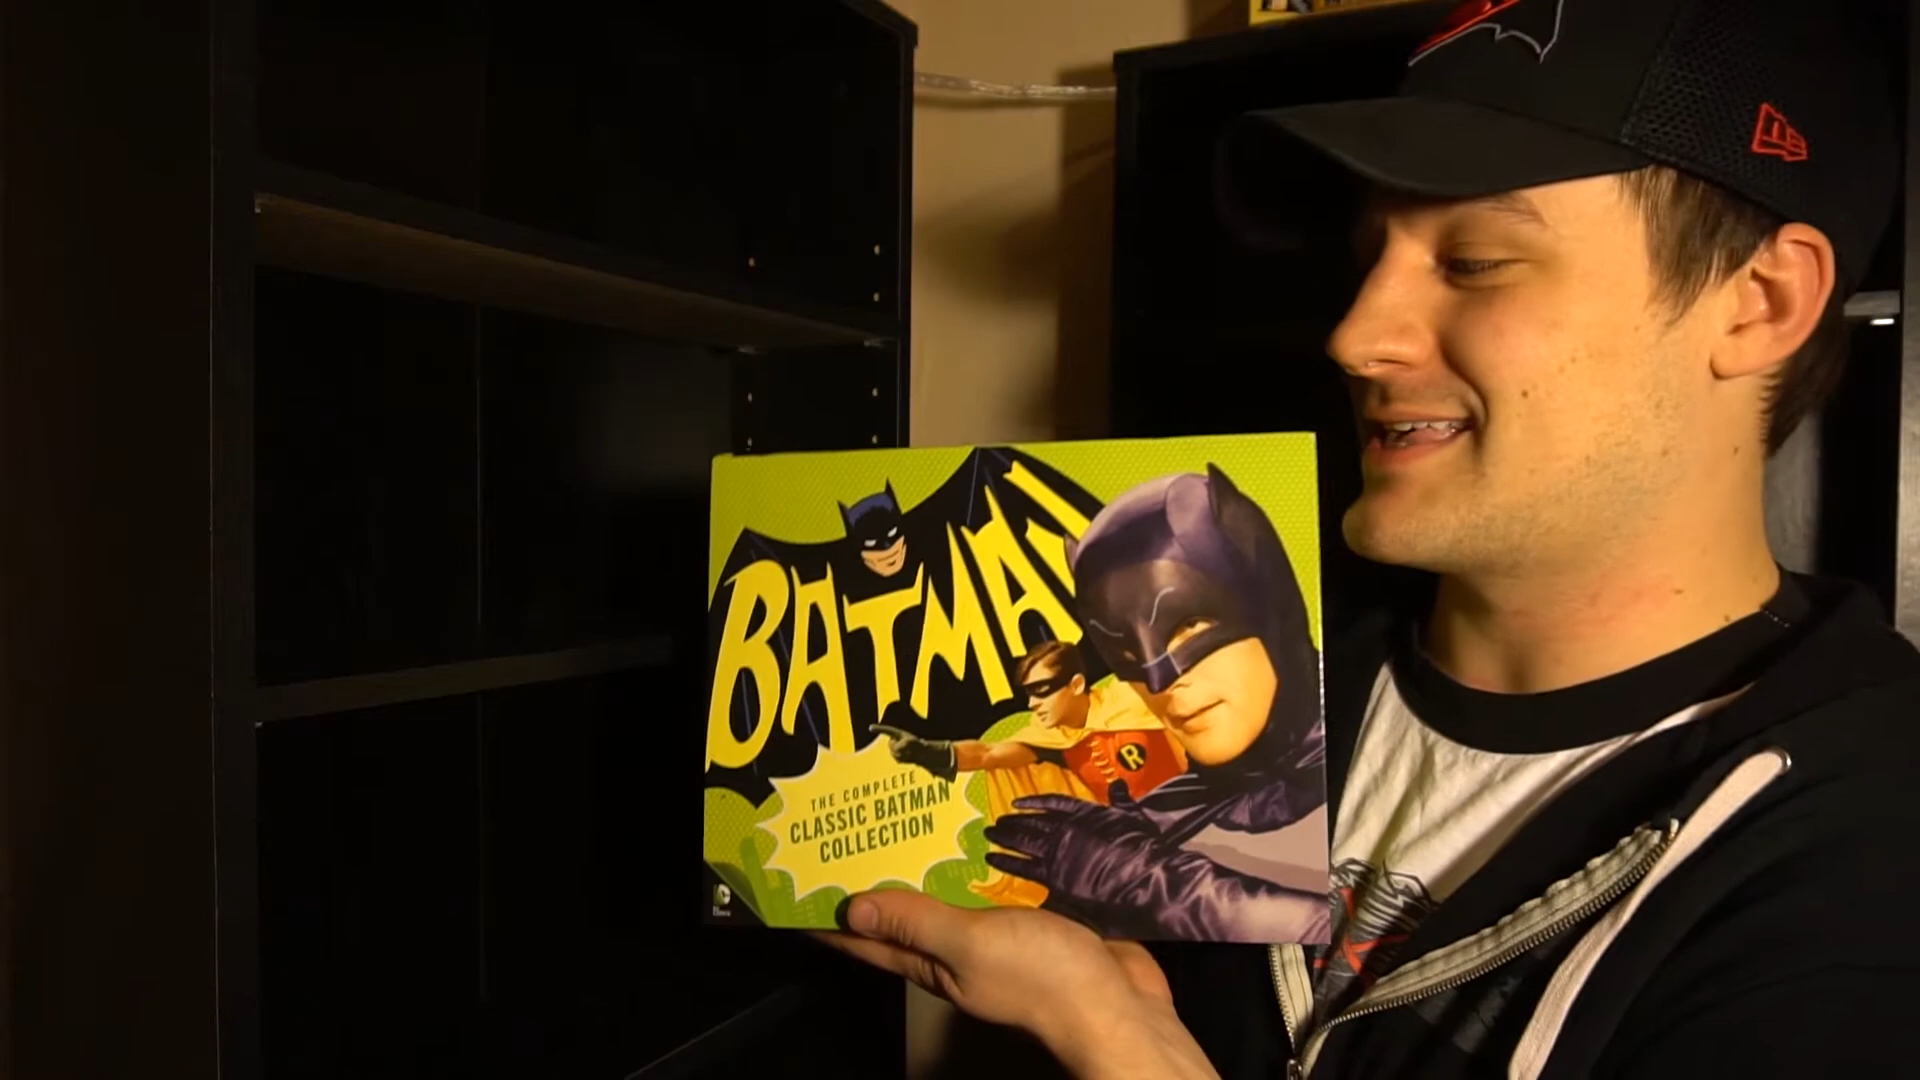 BATMAN
THE COMPLETE
CLASSIC BATMAN
COLLECTION
R